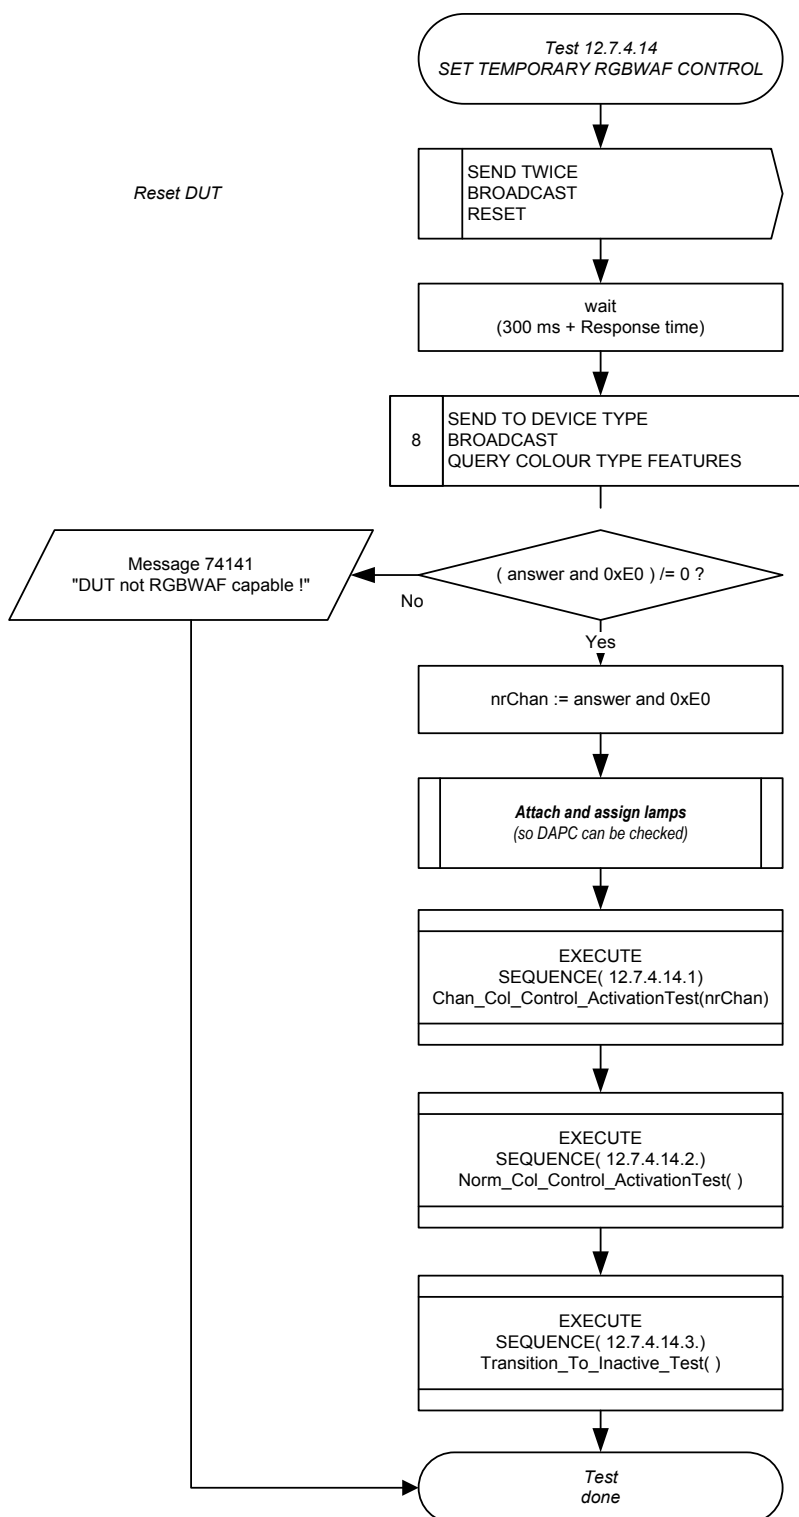 Test 12.7.4.14
SET TEMPORARY RGBWAF CONTROL
Reset DUT
SEND TWICE
BROADCAST
RESET
wait
(300 ms + Response time)
8
SEND TO DEVICE TYPE
BROADCAST
QUERY COLOUR TYPE FEATURES
Message 74141
"DUT not RGBWAF capable !"
( answer and 0xE0 ) /= 0 ?
No
Yes
nrChan := answer and 0xE0
Attach and assign lamps
(so DAPC can be checked)
EXECUTE
SEQUENCE( 12.7.4.14.1)
Chan_Col_Control_ActivationTest(nrChan)
EXECUTE
SEQUENCE( 12.7.4.14.2.)
Norm_Col_Control_ActivationTest( )
EXECUTE
SEQUENCE( 12.7.4.14.3.)
Transition_To_Inactive_Test( )
Test
done